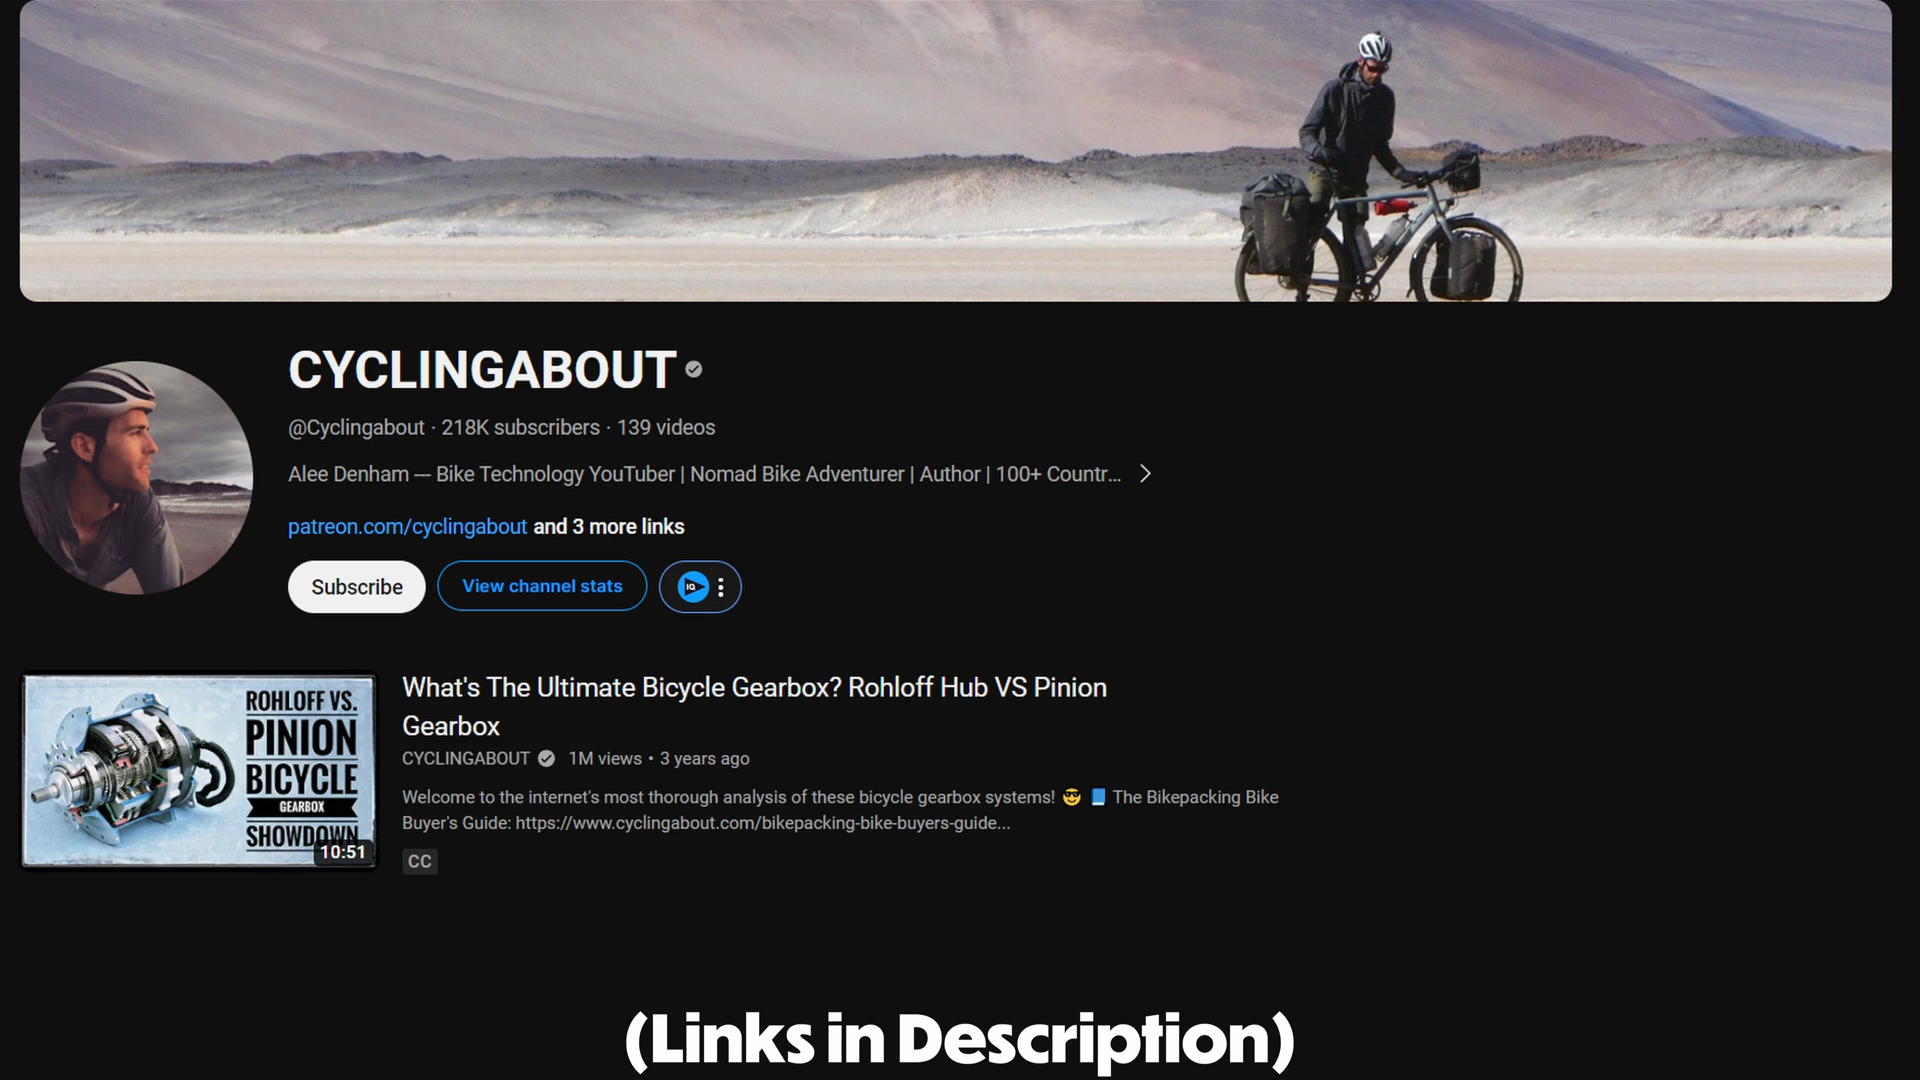 CYCLINGABOUT
@Cyclingabout · 218K subscribers · 139 videos
Alee Denham --- Bike Technology YouTuber | Nomad Bike Adventurer | Author | 100+ Countr...
patreon.com/cyclingabout and 3 more links
Subscribe
View channel stats
IQ
ROHLOFF VS.
PINION
BICYCLE
GEARBOX
SHOWDOWN
10:51
What's The Ultimate Bicycle Gearbox? Rohloff Hub VS Pinion
Gearbox
CYCLINGABOUT 1M views • 3 years ago
Welcome to the internet's most thorough analysis of these bicycle gearbox systems! 😎 📘 The Bikepacking Bike
Buyer's Guide: https://www.cyclingabout.com/bikepacking-bike-buyers-guide...
CC
(Links in Description)